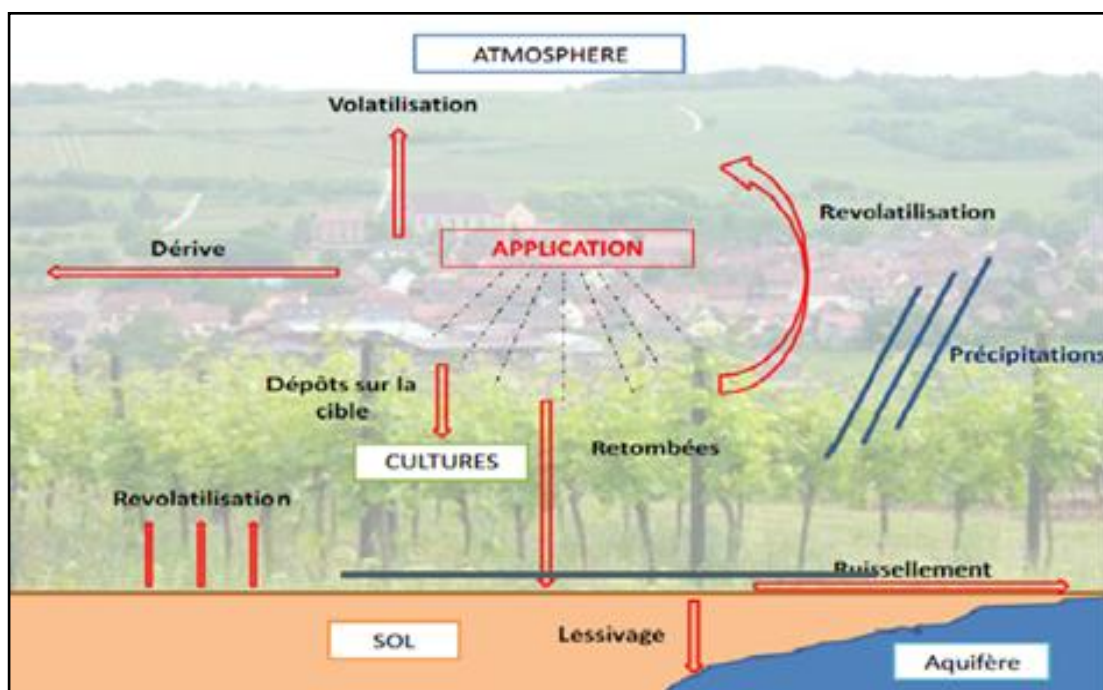 ATMOSPHERE
Volatilisation
Revolatilisation
Dérive
APPLICATION
Précipitations
Dépôts sur la
cible
Retombées
CULTURES
Revolatilisation
Ruissellement
Lessivage
SOL
Aquifère